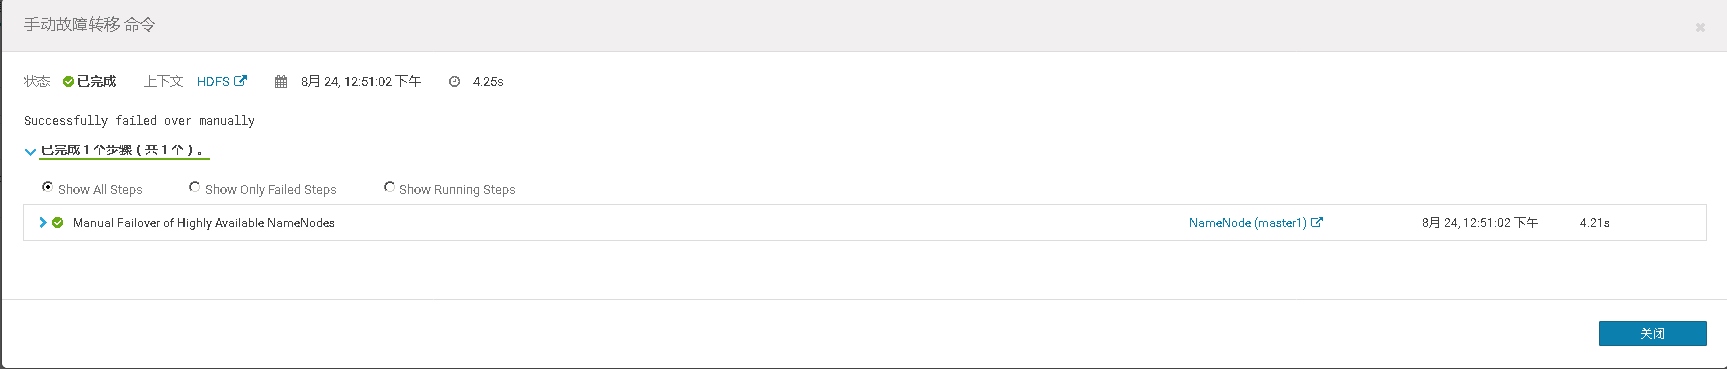 手动故障转移 命令
状态 已完成 上下文 HDFS 8月 24, 12:51:02 下午 4.25s
Successfully failed over manually
已完成 1 个步骤（共 1 个）。
Show All Steps Show Only Failed Steps Show Running Steps
Manual Failover of Highly Available NameNodes NameNode (master1) 8月 24, 12:51:02 下午 4.21s
关闭